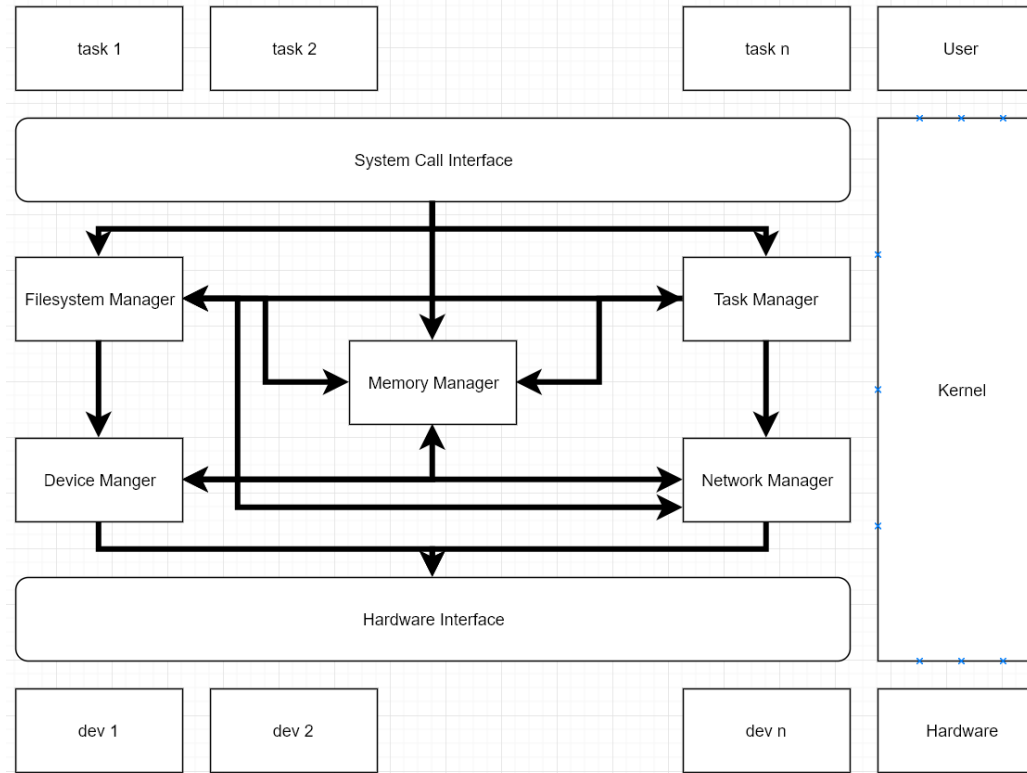 task 1
task 2
task n
User
System Call Interface
Filesystem Manager
Task Manager
Memory Manager
Kernel
Device Manger
Network Manager
Hardware Interface
dev 1
dev 2
dev n
Hardware